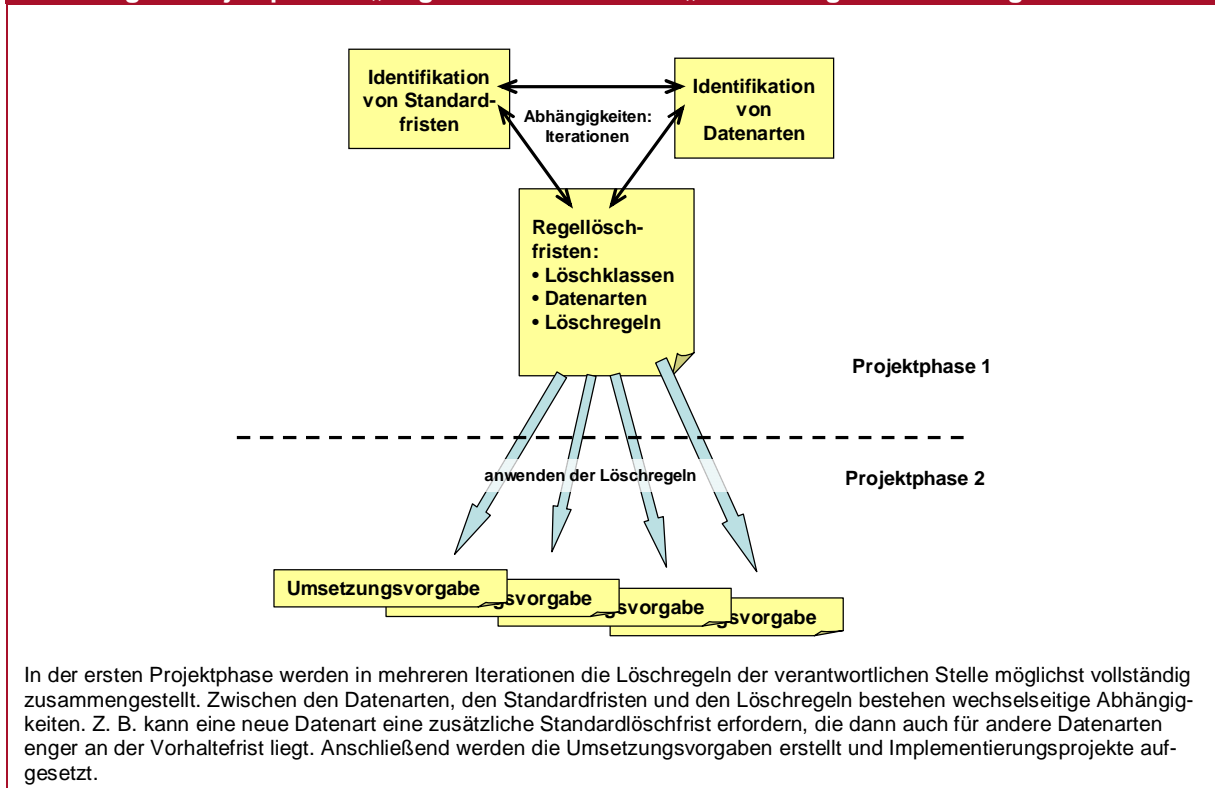 Identifikation
von Standard-
fristen
Identifikation
von
Datenarten
Abhängigkeiten:
Iterationen
Regellösch-
fristen:
• Löschklassen
• Datenarten
• Löschregeln
Projektphase 1
anwenden der Löschregeln
Projektphase 2
Umsetzungsvorgabe
gsvorgabe
svorgabe
gsvorgabe
In der ersten Projektphase werden in mehreren Iterationen die Löschregeln der verantwortlichen Stelle möglichst vollständig
zusammengestellt. Zwischen den Datenarten, den Standardfristen und den Löschregeln bestehen wechselseitige Abhängig-
keiten. Z. B. kann eine neue Datenart eine zusätzliche Standardlöschfrist erfordern, die dann auch für andere Datenarten
enger an der Vorhaltefrist liegt. Anschließend werden die Umsetzungsvorgaben erstellt und Implementierungsprojekte auf-
gesetzt.